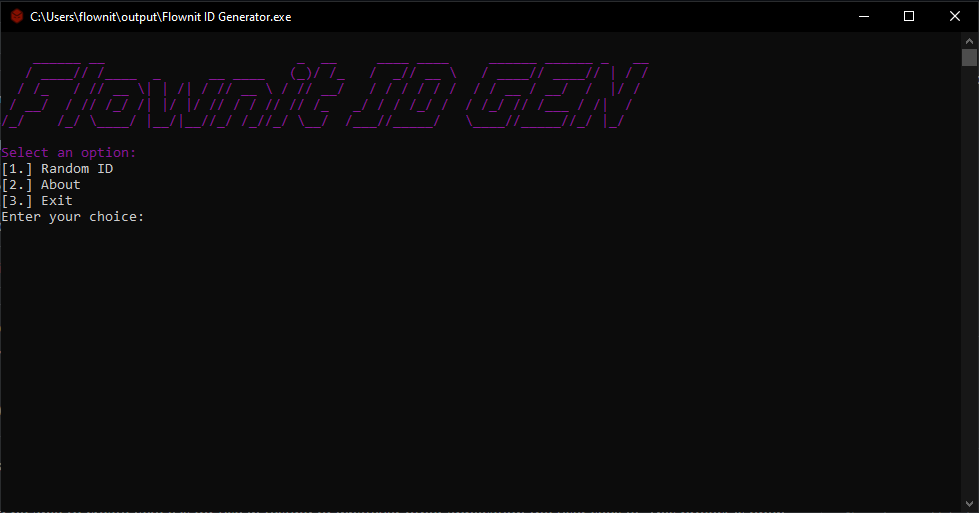 C:\Users\flownit\output\Flownit ID Generator.exe
Flownit ID GEN
Select an option:
[1.] Random ID
[2.] About
[3.] Exit
Enter your choice: